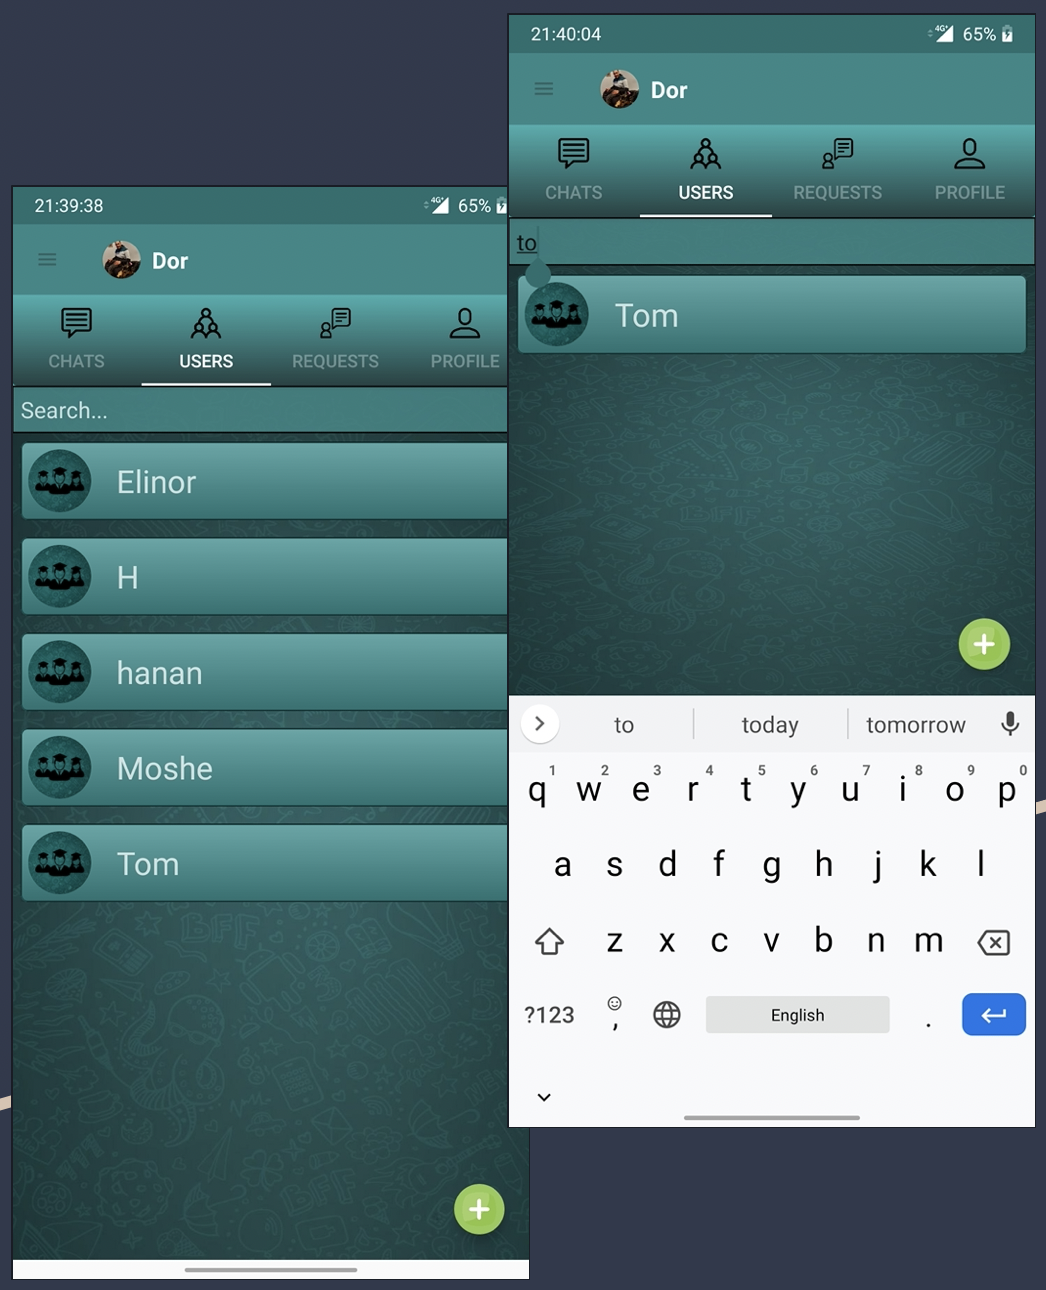 21:39:38 4G+ 65%
Dor
CHATS USERS REQUESTS PROFILE
Search...
Elinor
H
hanan
Moshe
Tom
21:40:04 4G+ 65%
Dor
CHATS USERS REQUESTS PROFILE
to
Tom
to today tomorrow
1 2 3 4 5 6 7 8 9 0
q w e r t y u i o p
a s d f g h j k l
z x c v b n m
?123 , English .